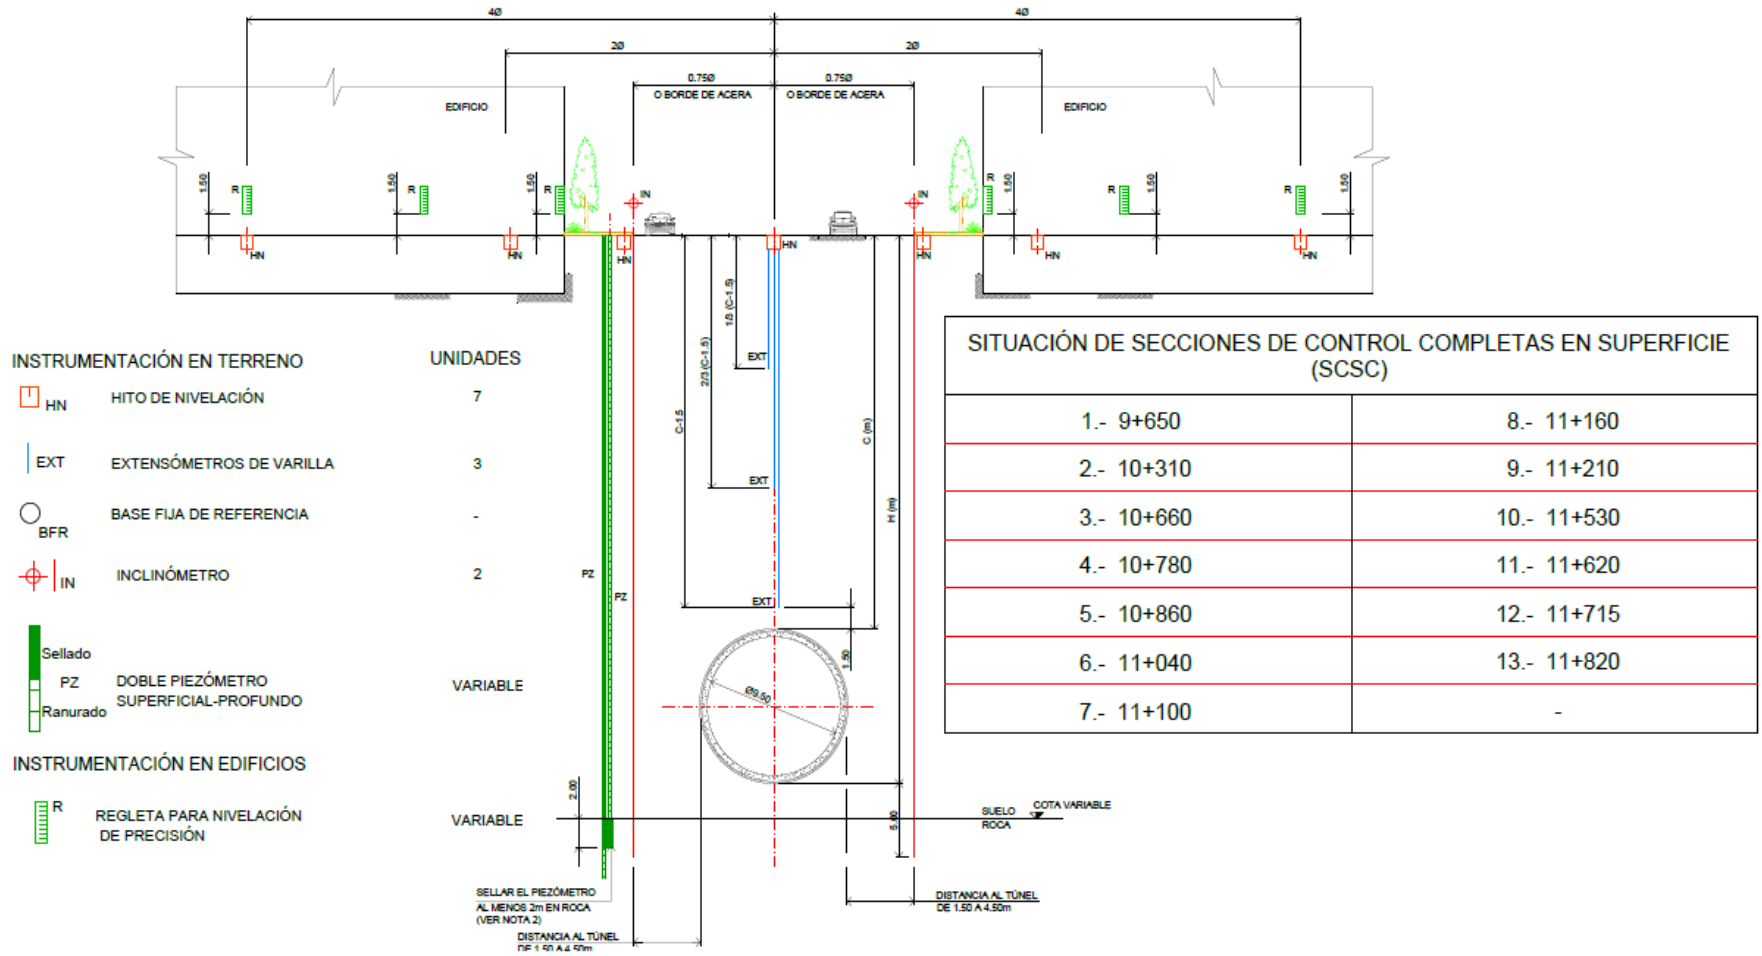 4Ø
4Ø
2Ø
2Ø
0.75Ø
0.75Ø
O BORDE DE ACERA
O BORDE DE ACERA
EDIFICIO
EDIFICIO
1.50
R
1.50
R
1.50
R
IN
IN
R
1.50
R
1.50
R
1.50
HN
HN
HN
HN
HN
HN
HN
1/3 (C-1.5)
2/3 (C-1.5)
C-1.5
C (m)
H (m)
EXT
EXT
EXT
PZ
PZ
1.50
Ø9.50
2.00
5.00
SUELO
ROCA
COTA VARIABLE
SELLAR EL PIEZÓMETRO
AL MENOS 2m EN ROCA
(VER NOTA 2)
DISTANCIA AL TÚNEL
DE 1.50 A 4.50m
DISTANCIA AL TÚNEL
DE 1.50 A 4.50m
INSTRUMENTACIÓN EN TERRENO UNIDADES
HN HITO DE NIVELACIÓN 7
EXT EXTENSÓMETROS DE VARILLA 3
BFR BASE FIJA DE REFERENCIA -
IN INCLINÓMETRO 2
Sellado
PZ DOBLE PIEZÓMETRO
SUPERFICIAL-PROFUNDO VARIABLE
Ranurado
INSTRUMENTACIÓN EN EDIFICIOS
R REGLETA PARA NIVELACIÓN
DE PRECISIÓN VARIABLE
SITUACIÓN DE SECCIONES DE CONTROL COMPLETAS EN SUPERFICIE
(SCSC)
1.- 9+650 8.- 11+160
2.- 10+310 9.- 11+210
3.- 10+660 10.- 11+530
4.- 10+780 11.- 11+620
5.- 10+860 12.- 11+715
6.- 11+040 13.- 11+820
7.- 11+100 -